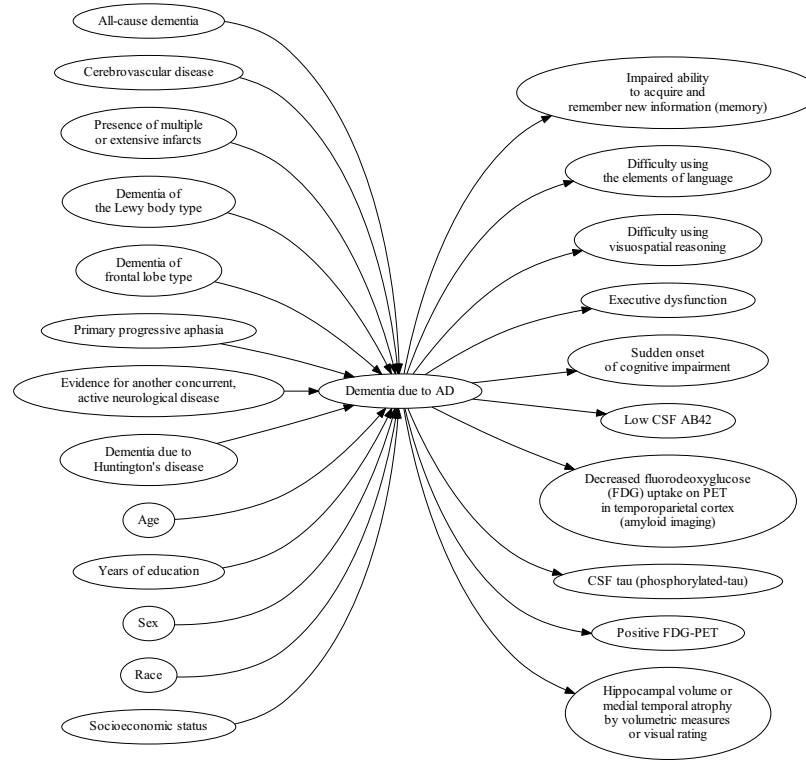 All-cause dementia
Cerebrovascular disease
Presence of multiple
or extensive infarcts
Dementia of
the Lewy body type
Dementia of
frontal lobe type
Primary progressive aphasia
Evidence for another concurrent,
active neurological disease
Dementia due to
Huntington's disease
Age
Years of education
Sex
Race
Socioeconomic status
Dementia due to AD
Impaired ability
to acquire and
remember new information (memory)
Difficulty using
the elements of language
Difficulty using
visuospatial reasoning
Executive dysfunction
Sudden onset
of cognitive impairment
Low CSF AB42
Decreased fluorodeoxyglucose
(FDG) uptake on PET
in temporoparietal cortex
(amyloid imaging)
CSF tau (phosphorylated-tau)
Positive FDG-PET
Hippocampal volume or
medial temporal atrophy
by volumetric measures
or visual rating